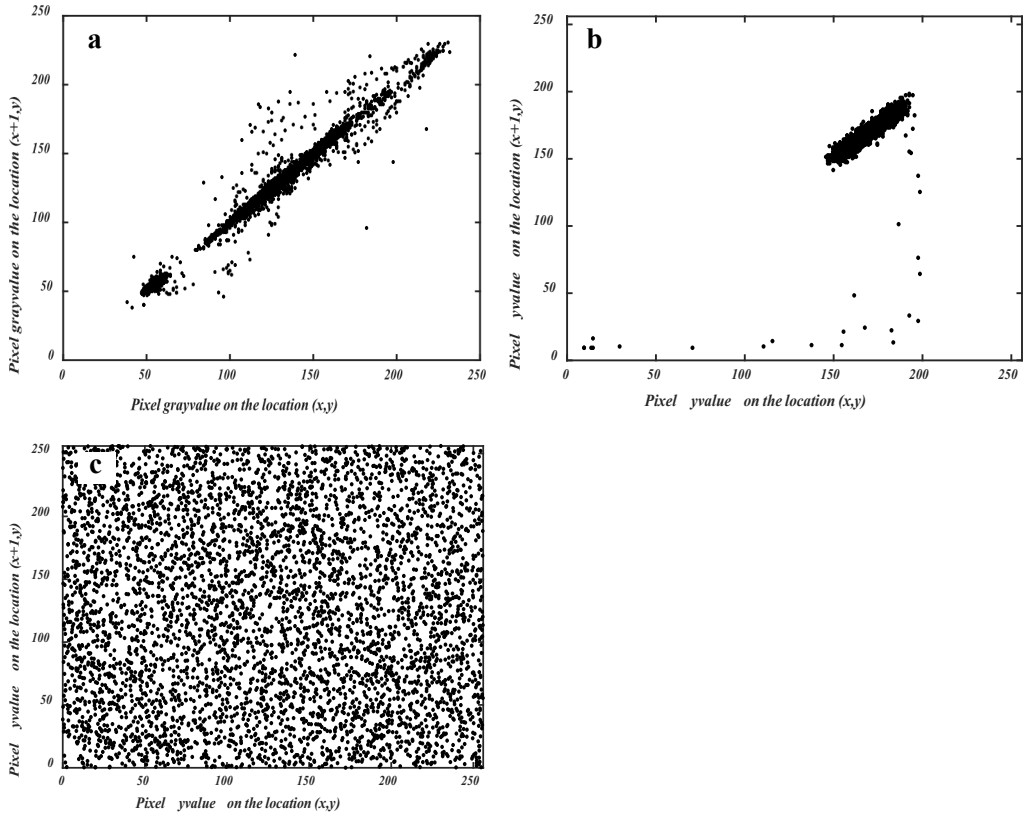 a
250
200
150
100
50
0
Pixel grayvalue on the location (x+1,y)
0 50 100 150 200 250
Pixel grayvalue on the location (x,y)
b
250
200
150
100
50
0
Pixel yvalue on the location (x+1,y)
0 50 100 150 200 250
Pixel yvalue on the location (x,y)
c
250
200
150
100
50
0
Pixel yvalue on the location (x+1,y)
0 50 100 150 200 250
Pixel yvalue on the location (x,y)